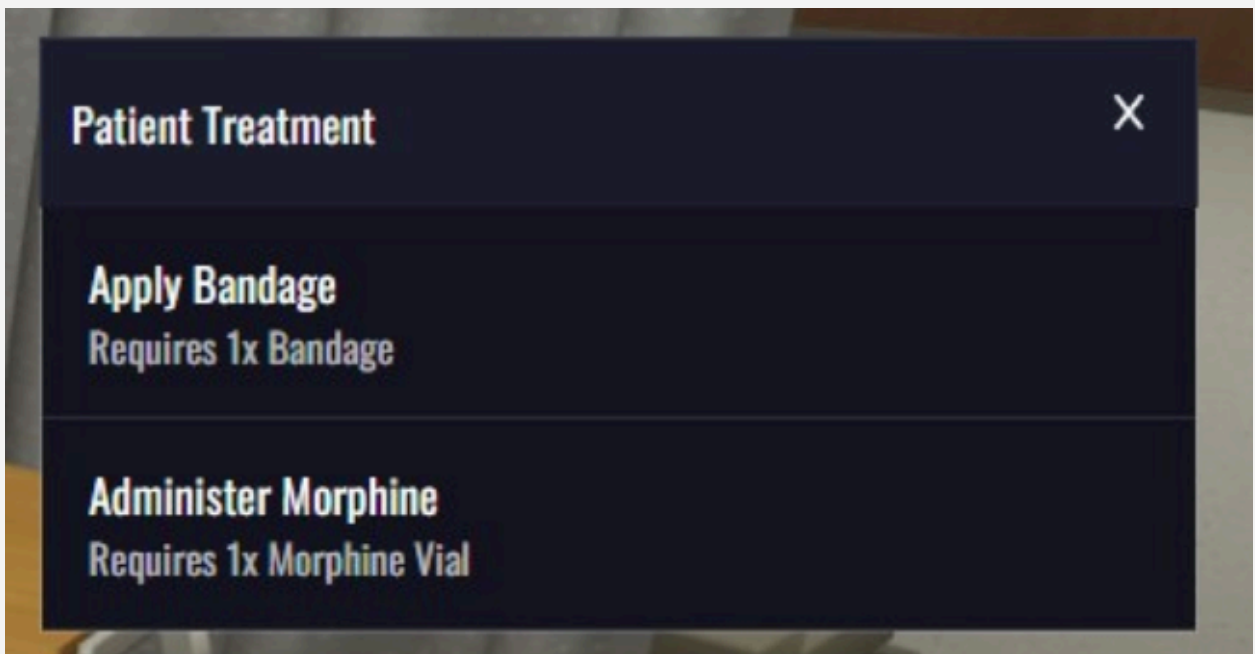 Patient Treatment
X
Apply Bandage
Requires 1x Bandage
Administer Morphine
Requires 1x Morphine Vial